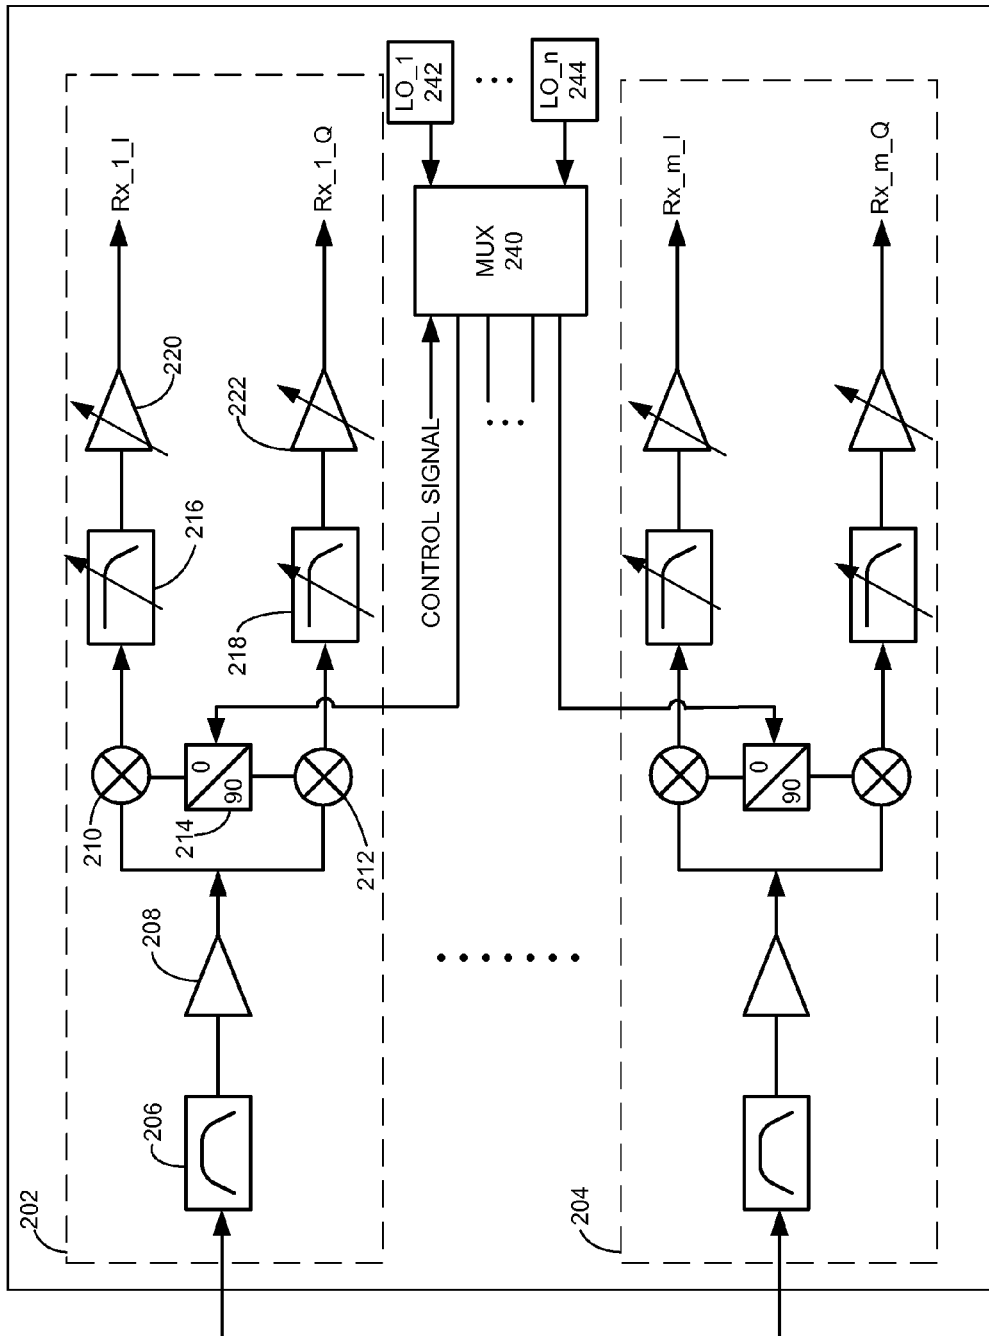 202
206
208
210
214
0
90
212
216
218
220
222
Rx_1_I
Rx_1_Q
CONTROL SIGNAL
MUX
240
LO_1
242
LO_n
244
204
0
90
Rx_m_I
Rx_m_Q